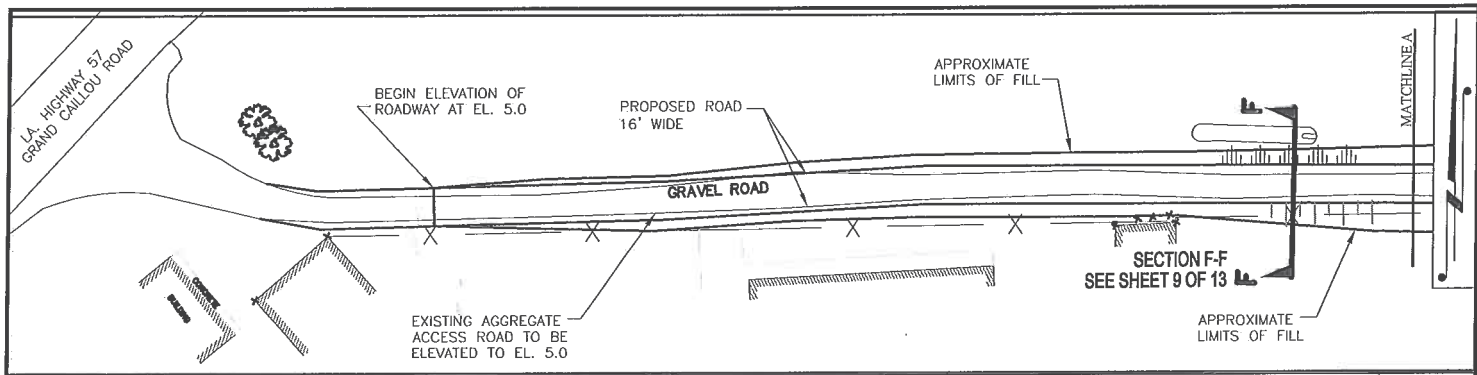 LA. HIGHWAY 57
GRAND CAILLOU ROAD
BEGIN ELEVATION OF
ROADWAY AT EL. 5.0
PROPOSED ROAD
16' WIDE
APPROXIMATE
LIMITS OF FILL
F
MATCHLINE A
GRAVEL ROAD
CONCRETE
BUILDING
EXISTING AGGREGATE
ACCESS ROAD TO BE
ELEVATED TO EL. 5.0
SECTION F-F
SEE SHEET 9 OF 13
F
APPROXIMATE
LIMITS OF FILL